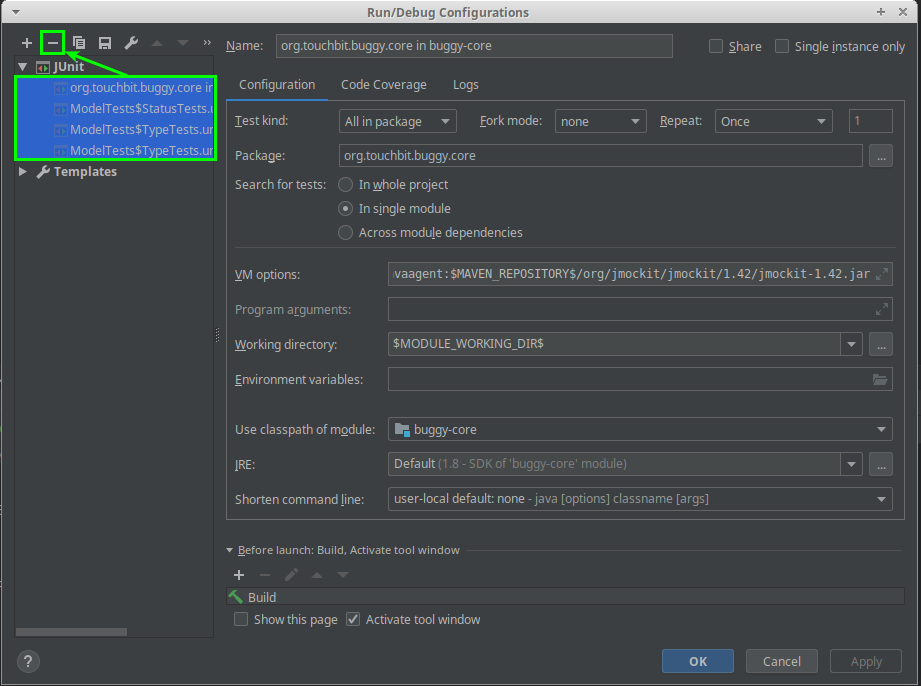 Run/Debug Configurations
Name: org.touchbit.buggy.core in buggy-core Share Single instance only
JUnit
org.touchbit.buggy.core in
ModelTests$StatusTests.u
ModelTests$TypeTests.un
ModelTests$TypeTests.un
Templates
Configuration Code Coverage Logs
Test kind: All in package Fork mode: none Repeat: Once 1
Package: org.touchbit.buggy.core ...
Search for tests: In whole project
In single module
Across module dependencies
VM options: vaagent:$MAVEN_REPOSITORY$/org/jmockit/jmockit/1.42/jmockit-1.42.jar
Program arguments:
Working directory: $MODULE_WORKING_DIR$ ...
Environment variables:
Use classpath of module: buggy-core
JRE: Default (1.8 - SDK of 'buggy-core' module) ...
Shorten command line: user-local default: none - java [options] classname [args]
Before launch: Build, Activate tool window
Build
Show this page Activate tool window
? OK Cancel Apply